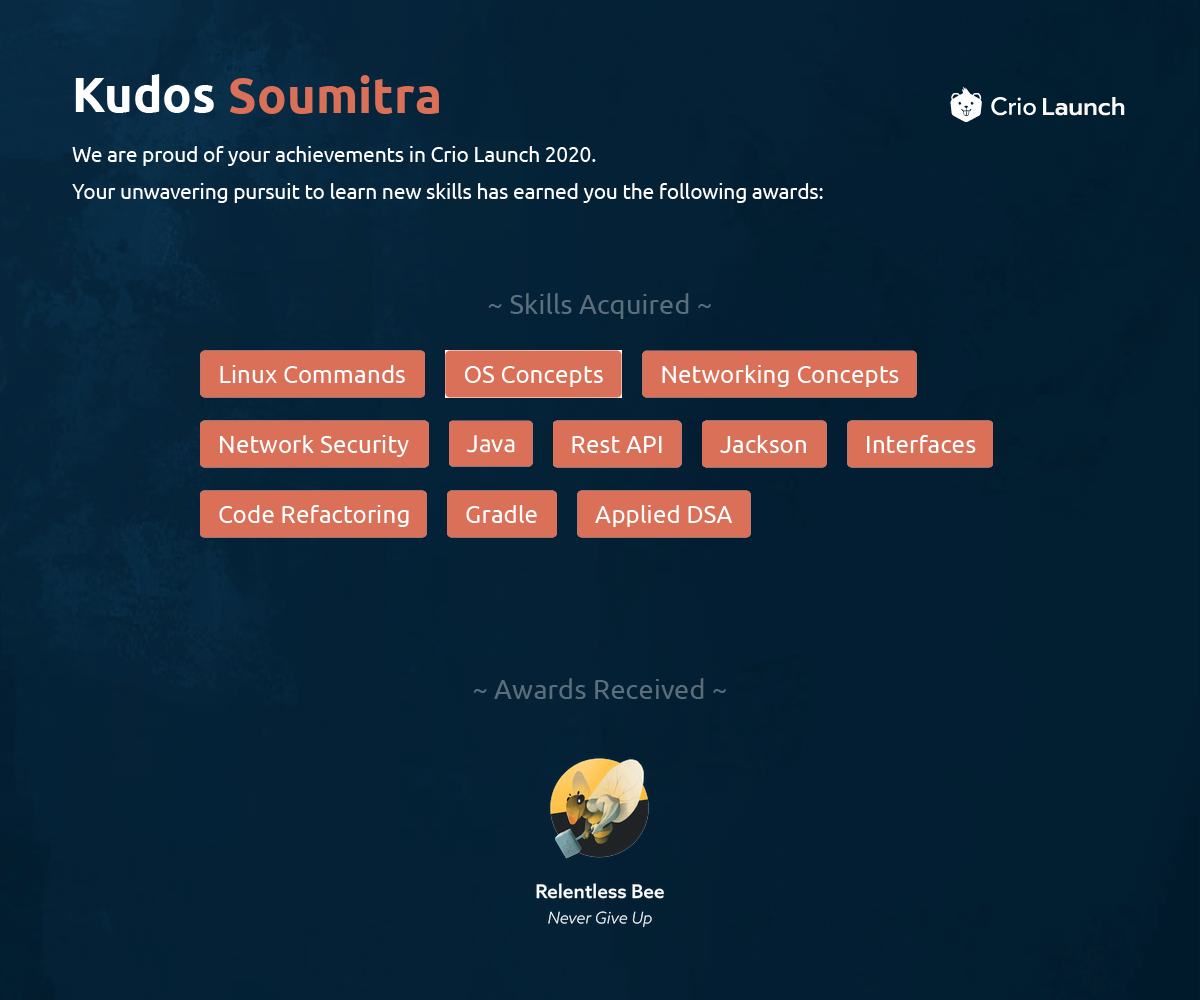 Kudos Soumitra
Crio Launch
We are proud of your achievements in Crio Launch 2020.
Your unwavering pursuit to learn new skills has earned you the following awards:
~ Skills Acquired ~
Linux Commands OS Concepts Networking Concepts
Network Security Java Rest API Jackson Interfaces
Code Refactoring Gradle Applied DSA
~ Awards Received ~
Relentless Bee
Never Give Up